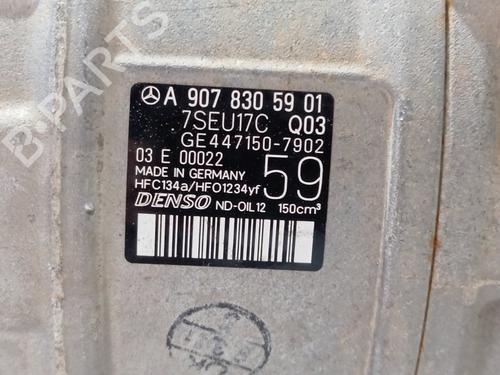 A 907 830 59 01
7SEU17C Q03
GE447150-7902
03 E 00022
MADE IN GERMANY
HFC134a/HFO1234yf
59
DENSO ND-OIL12 150cm³